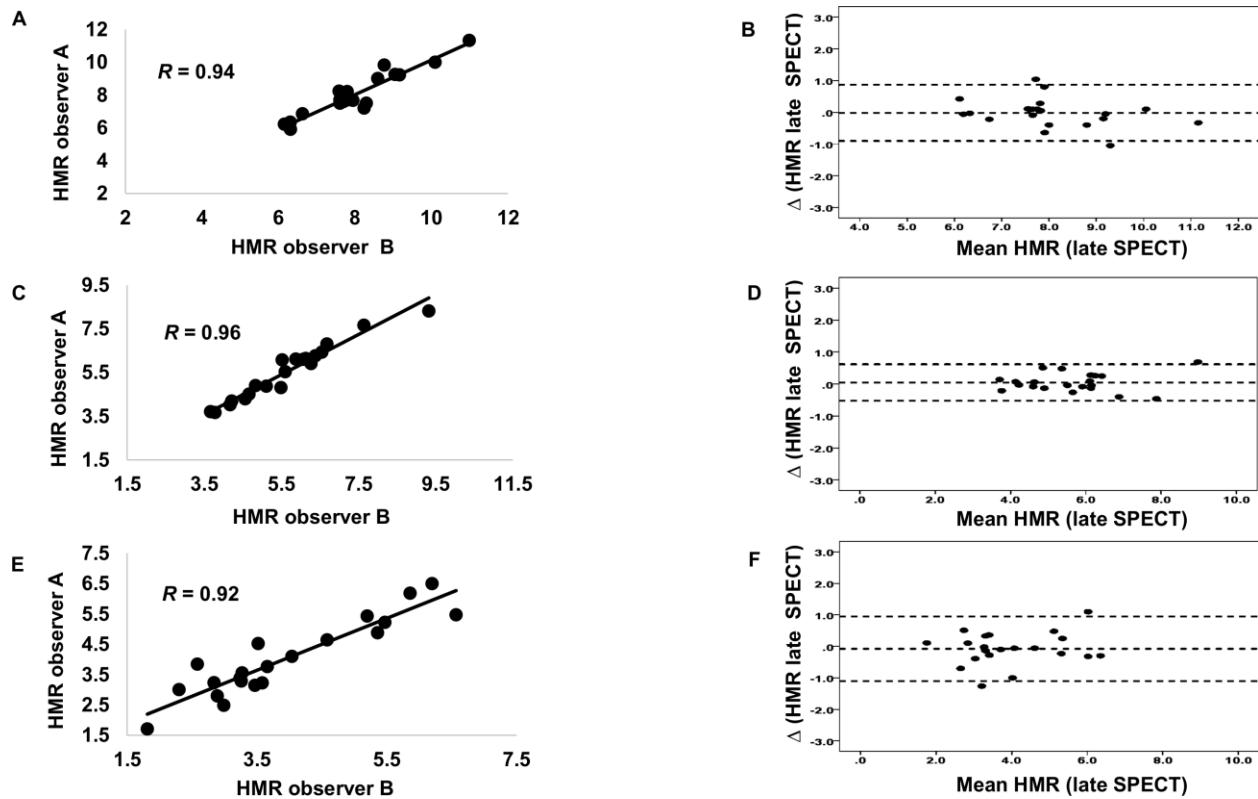 A
12
10
8
6
4
2
2 4 6 8 10 12
HMR observer A
HMR observer B
R = 0.94
B
3.0
2.0
1.0
.0
-1.0
-2.0
-3.0
4.0 5.0 6.0 7.0 8.0 9.0 10.0 11.0 12.0
Δ (HMR late SPECT)
Mean HMR (late SPECT)
C
9.5
7.5
5.5
3.5
1.5
1.5 3.5 5.5 7.5 9.5 11.5
HMR observer A
HMR observer B
R = 0.96
D
3.0
2.0
1.0
.0
-1.0
-2.0
-3.0
.0 2.0 4.0 6.0 8.0 10.0
Δ (HMR late SPECT)
Mean HMR (late SPECT)
E
7.5
6.5
5.5
4.5
3.5
2.5
1.5
1.5 3.5 5.5 7.5
HMR observer A
HMR observer B
R = 0.92
F
3.0
2.0
1.0
.0
-1.0
-2.0
-3.0
.0 2.0 4.0 6.0 8.0 10.0
Δ (HMR late SPECT)
Mean HMR (late SPECT)